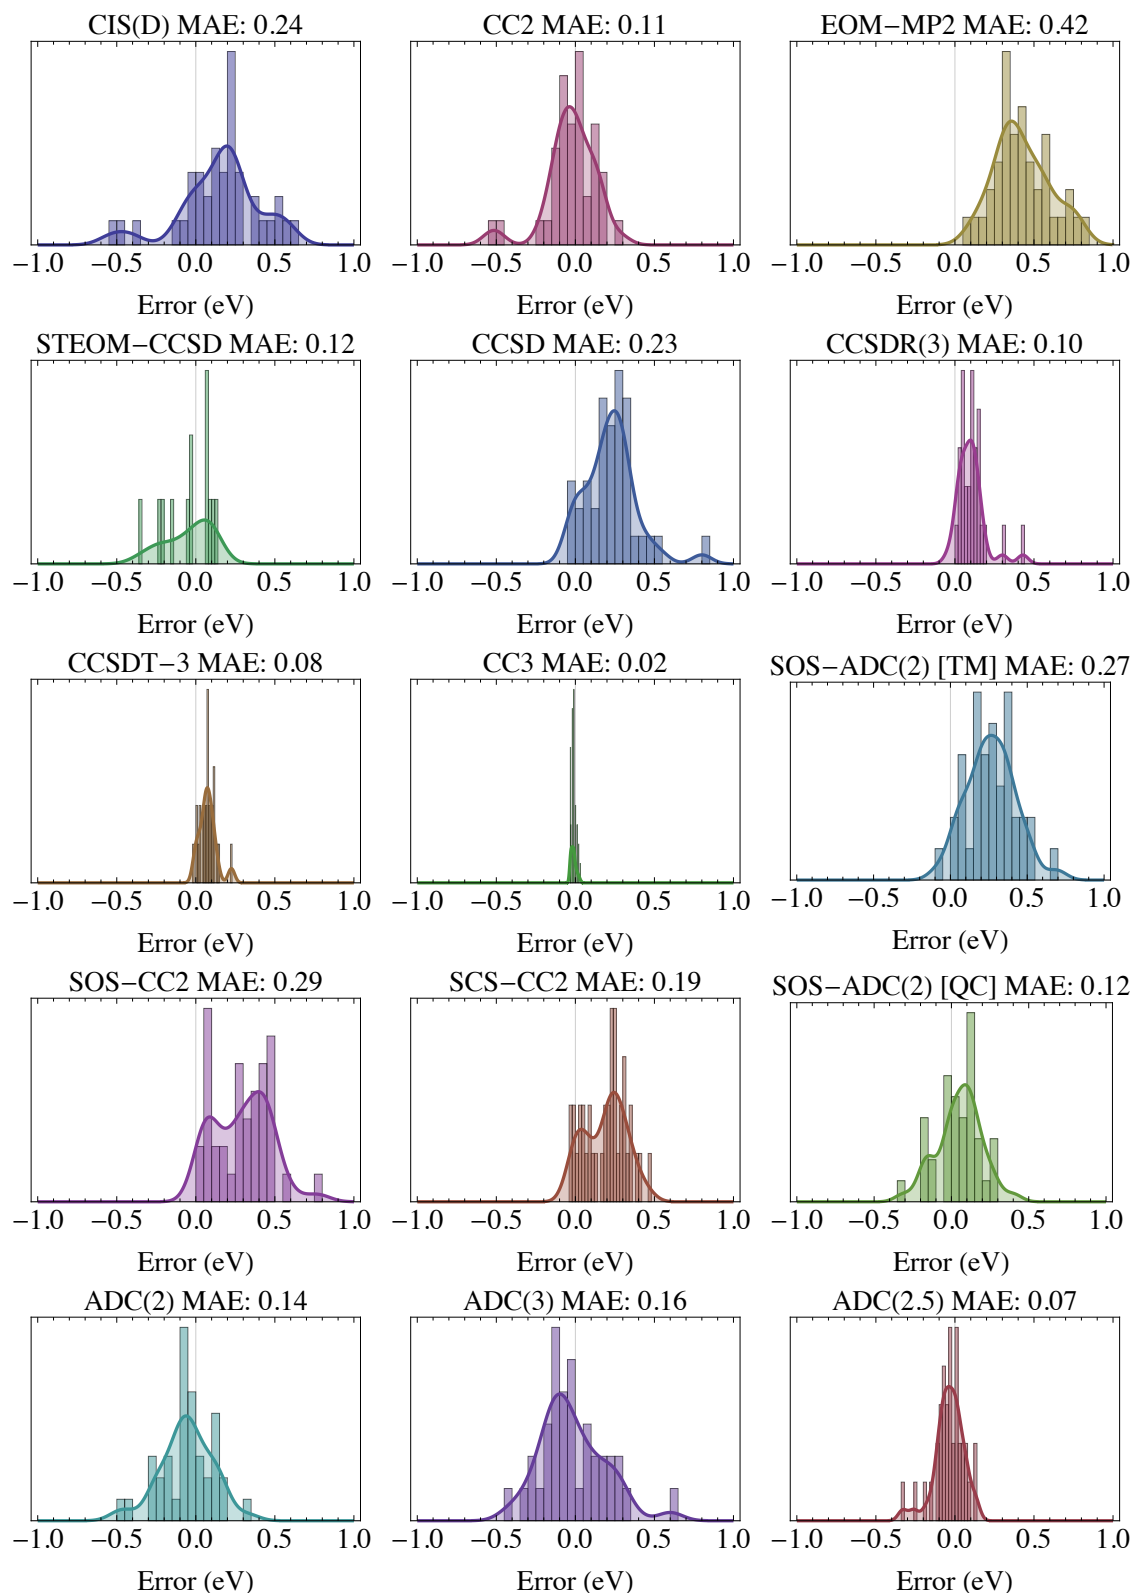 CIS(D) MAE: 0.24
CC2 MAE: 0.11
EOM−MP2 MAE: 0.42
−1.0 −0.5 0.0 0.5 1.0
−1.0 −0.5 0.0 0.5 1.0
−1.0 −0.5 0.0 0.5 1.0
Error (eV)
Error (eV)
Error (eV)
STEOM−CCSD MAE: 0.12
CCSD MAE: 0.23
CCSDR(3) MAE: 0.10
−1.0 −0.5 0.0 0.5 1.0
−1.0 −0.5 0.0 0.5 1.0
−1.0 −0.5 0.0 0.5 1.0
Error (eV)
Error (eV)
Error (eV)
CCSDT−3 MAE: 0.08
CC3 MAE: 0.02
SOS−ADC(2) [TM] MAE: 0.27
−1.0 −0.5 0.0 0.5 1.0
−1.0 −0.5 0.0 0.5 1.0
−1.0 −0.5 0.0 0.5 1.0
Error (eV)
Error (eV)
Error (eV)
SOS−CC2 MAE: 0.29
SCS−CC2 MAE: 0.19
SOS−ADC(2) [QC] MAE: 0.12
−1.0 −0.5 0.0 0.5 1.0
−1.0 −0.5 0.0 0.5 1.0
−1.0 −0.5 0.0 0.5 1.0
Error (eV)
Error (eV)
Error (eV)
ADC(2) MAE: 0.14
ADC(3) MAE: 0.16
ADC(2.5) MAE: 0.07
−1.0 −0.5 0.0 0.5 1.0
−1.0 −0.5 0.0 0.5 1.0
−1.0 −0.5 0.0 0.5 1.0
Error (eV)
Error (eV)
Error (eV)